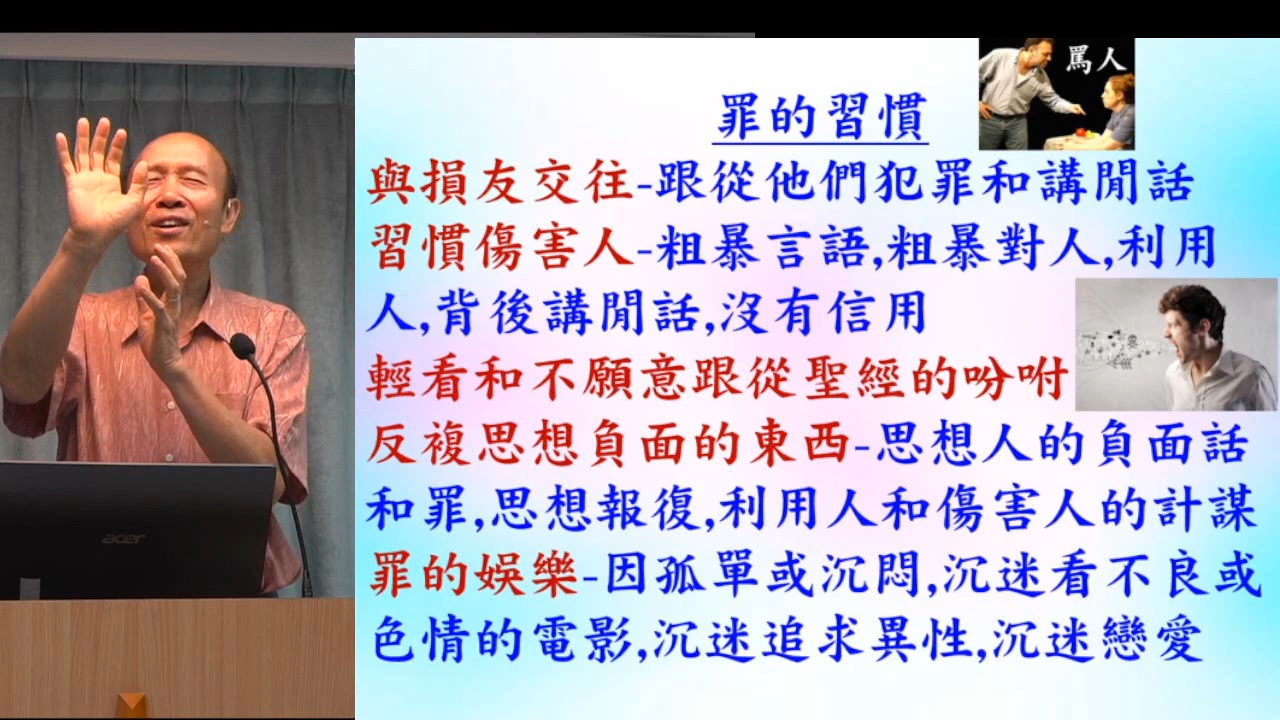 罵人
罪的習慣
與損友交往-跟從他們犯罪和講閒話
習慣傷害人-粗暴言語,粗暴對人,利用
人,背後講閒話,沒有信用
輕看和不願意跟從聖經的吩咐
反複思想負面的東西-思想人的負面話
和罪,思想報復,利用人和傷害人的計謀
罪的娛樂-因孤單或沉悶,沉迷看不良或
色情的電影,沉迷追求異性,沉迷戀愛
acer